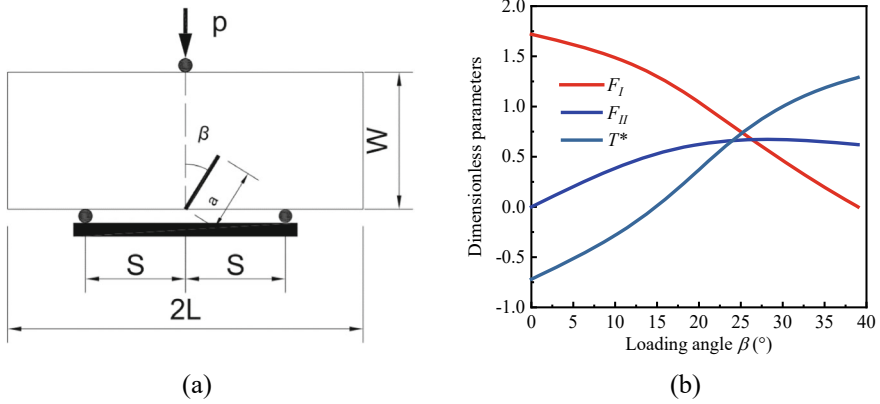 p
β
a
W
S
S
2L
(a)
2.0
1.5
1.0
0.5
0.0
-0.5
-1.0
Dimensionless parameters
F_I
F_II
T*
0 5 10 15 20 25 30 35 40
Loading angle β (°)
(b)